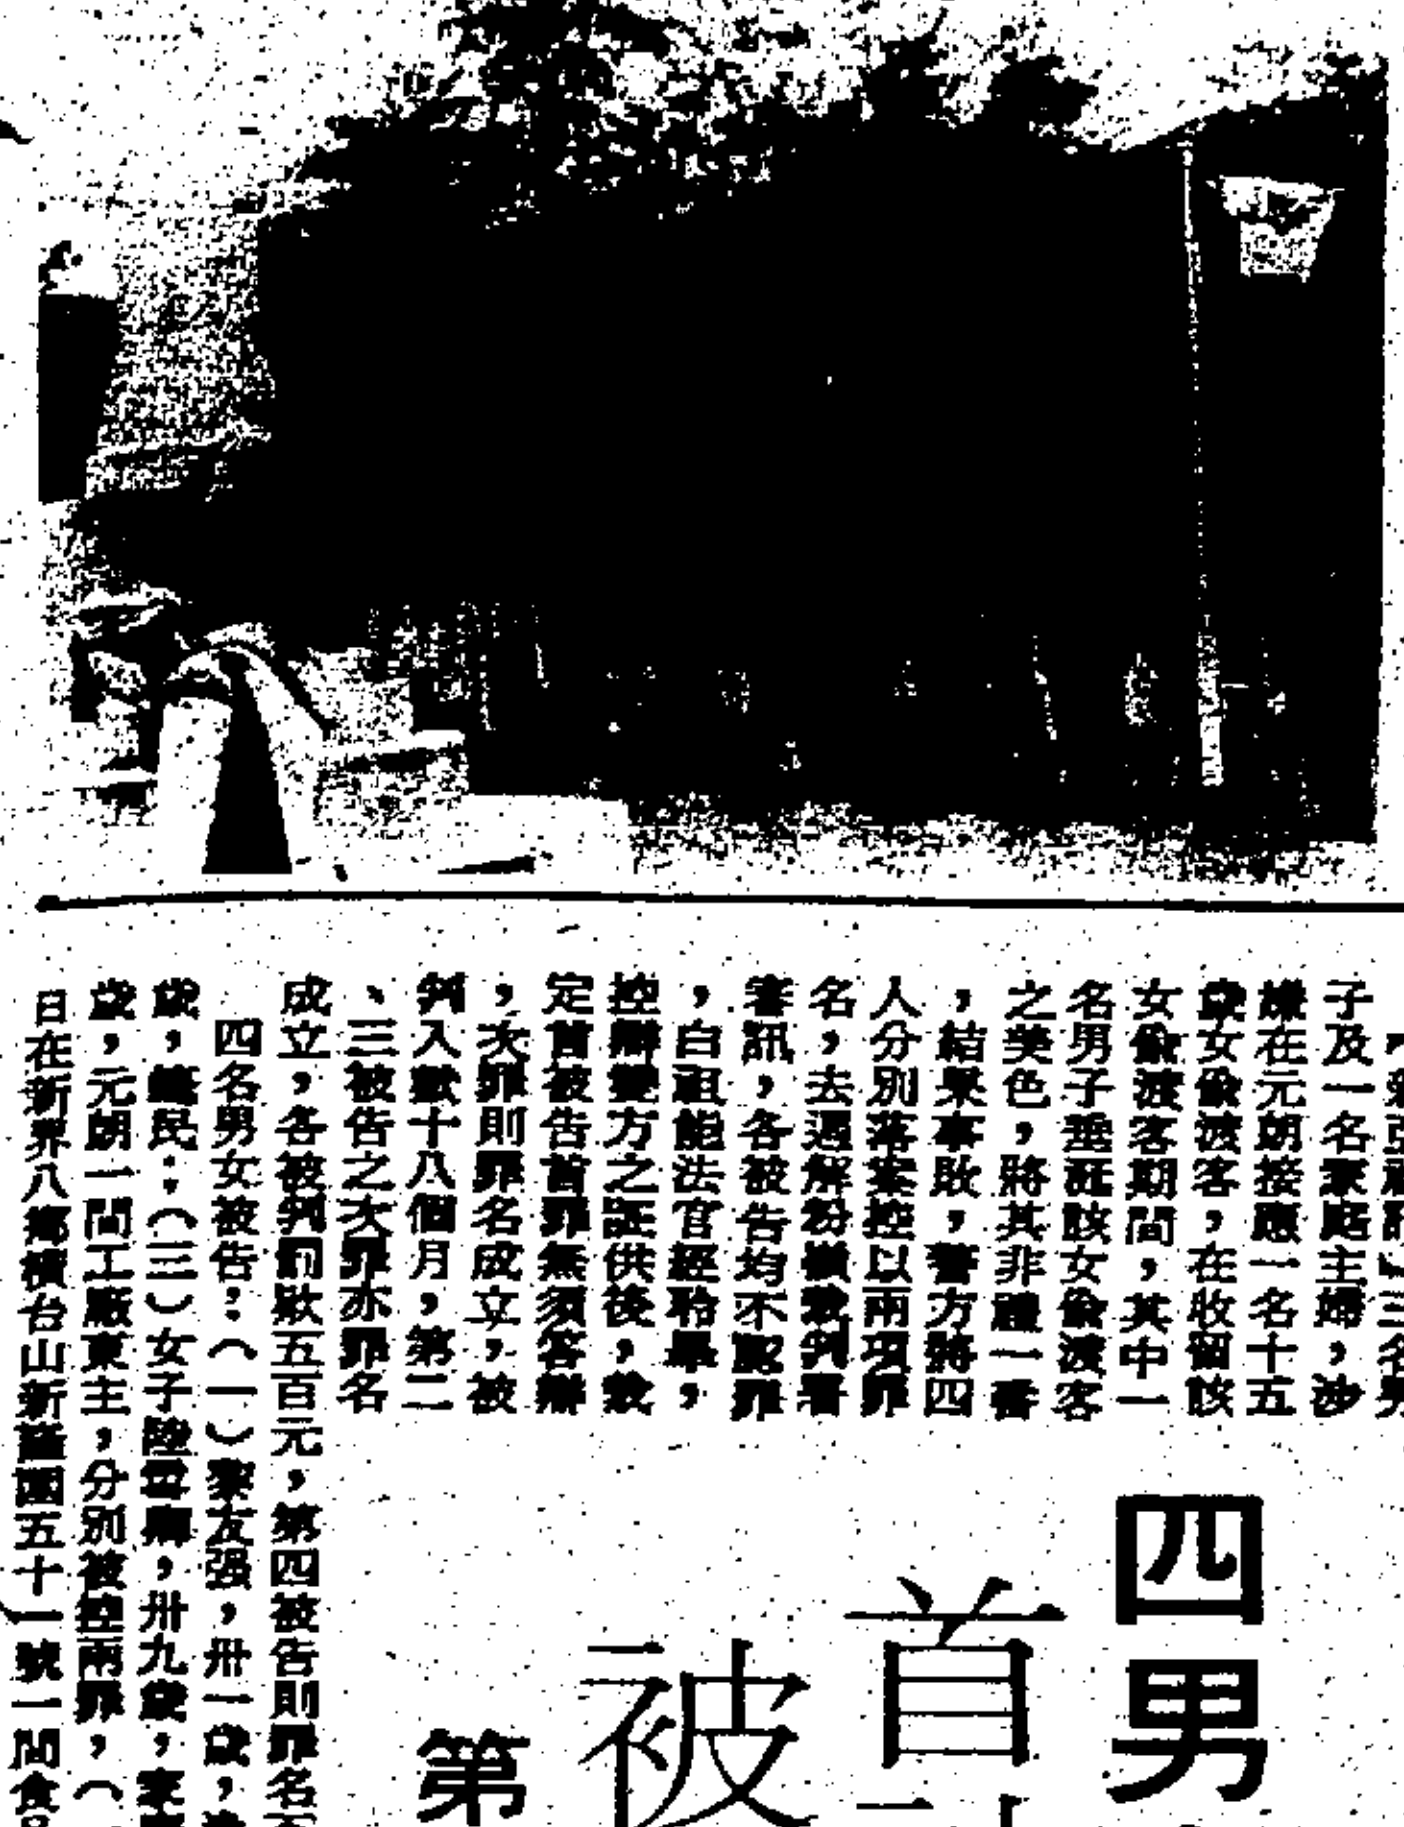 子及一名家庭主婦，涉
嫌在元朗接應一名十五
歲女偷渡客，在收留該
女偷渡客期間，其中一
名男子垂涎該女偷渡客
之美色，將其非禮一番
，結果事敗，警方將四
人分別落案控以兩項罪
名，去週解粉嶺裁判署
審訊，各被告均不認罪
，白祖能法官經聆畢，
控辯雙方之証供後，裁
定首被告首罪無須答辯
，次罪則罪名成立，被
判入獄十八個月，第二
、三被告之次罪亦罪名
成立，各被判罰款五百元，第四被告則罪名不
四名男女被告：（一）黎友强，卅一歲，
歲，鄉民；（三）女子陸，卅九歲，家
歲，元朗一間工廠東主，分別被控兩罪，（
日在新界八鄉橫台山新圍五十一號一間食
四男
首
被
第